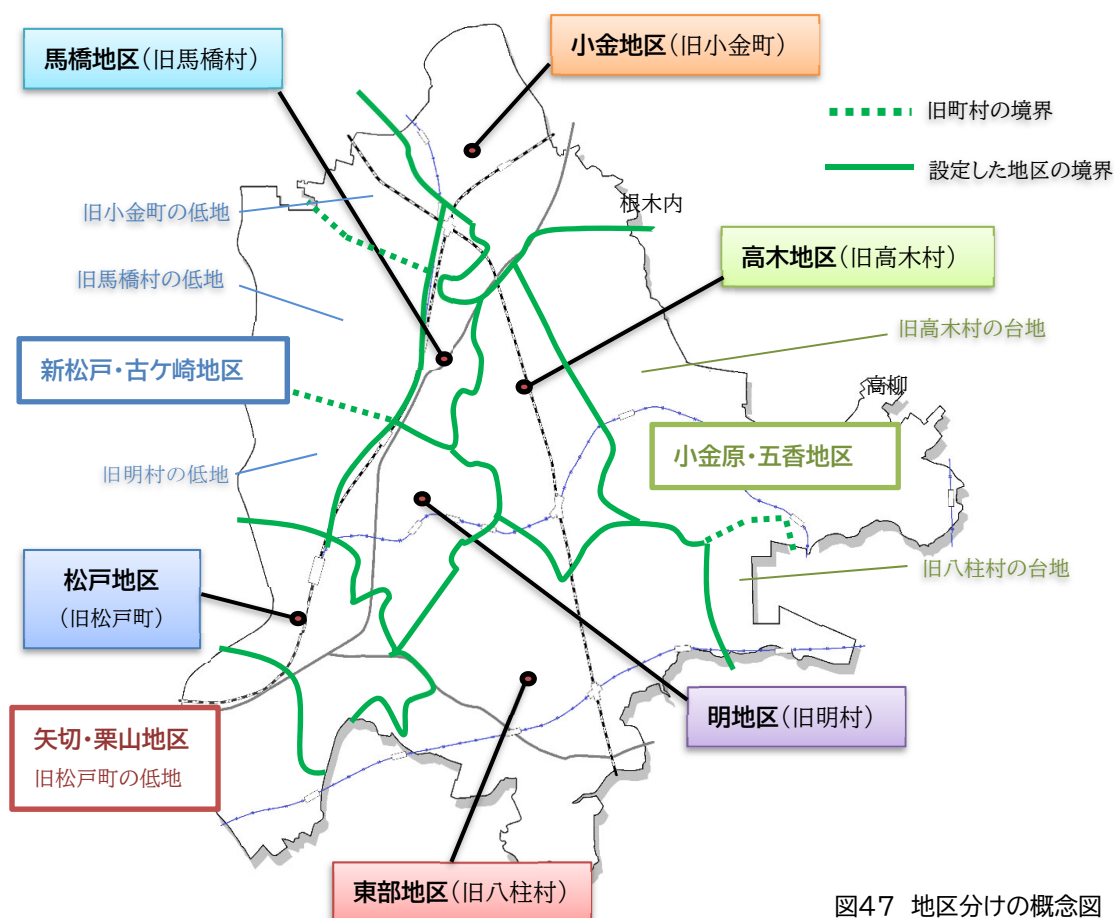 馬橋地区(旧馬橋村)
小金地区(旧小金町)
旧町村の境界
設定した地区の境界
根木内
旧小金町の低地
高木地区(旧高木村)
旧馬橋村の低地
旧高木村の台地
新松戸・古ケ崎地区
高柳
小金原・五香地区
旧明村の低地
旧八柱村の台地
松戸地区
(旧松戸町)
明地区(旧明村)
矢切・栗山地区
旧松戸町の低地
東部地区(旧八柱村)
図47 地区分けの概念図